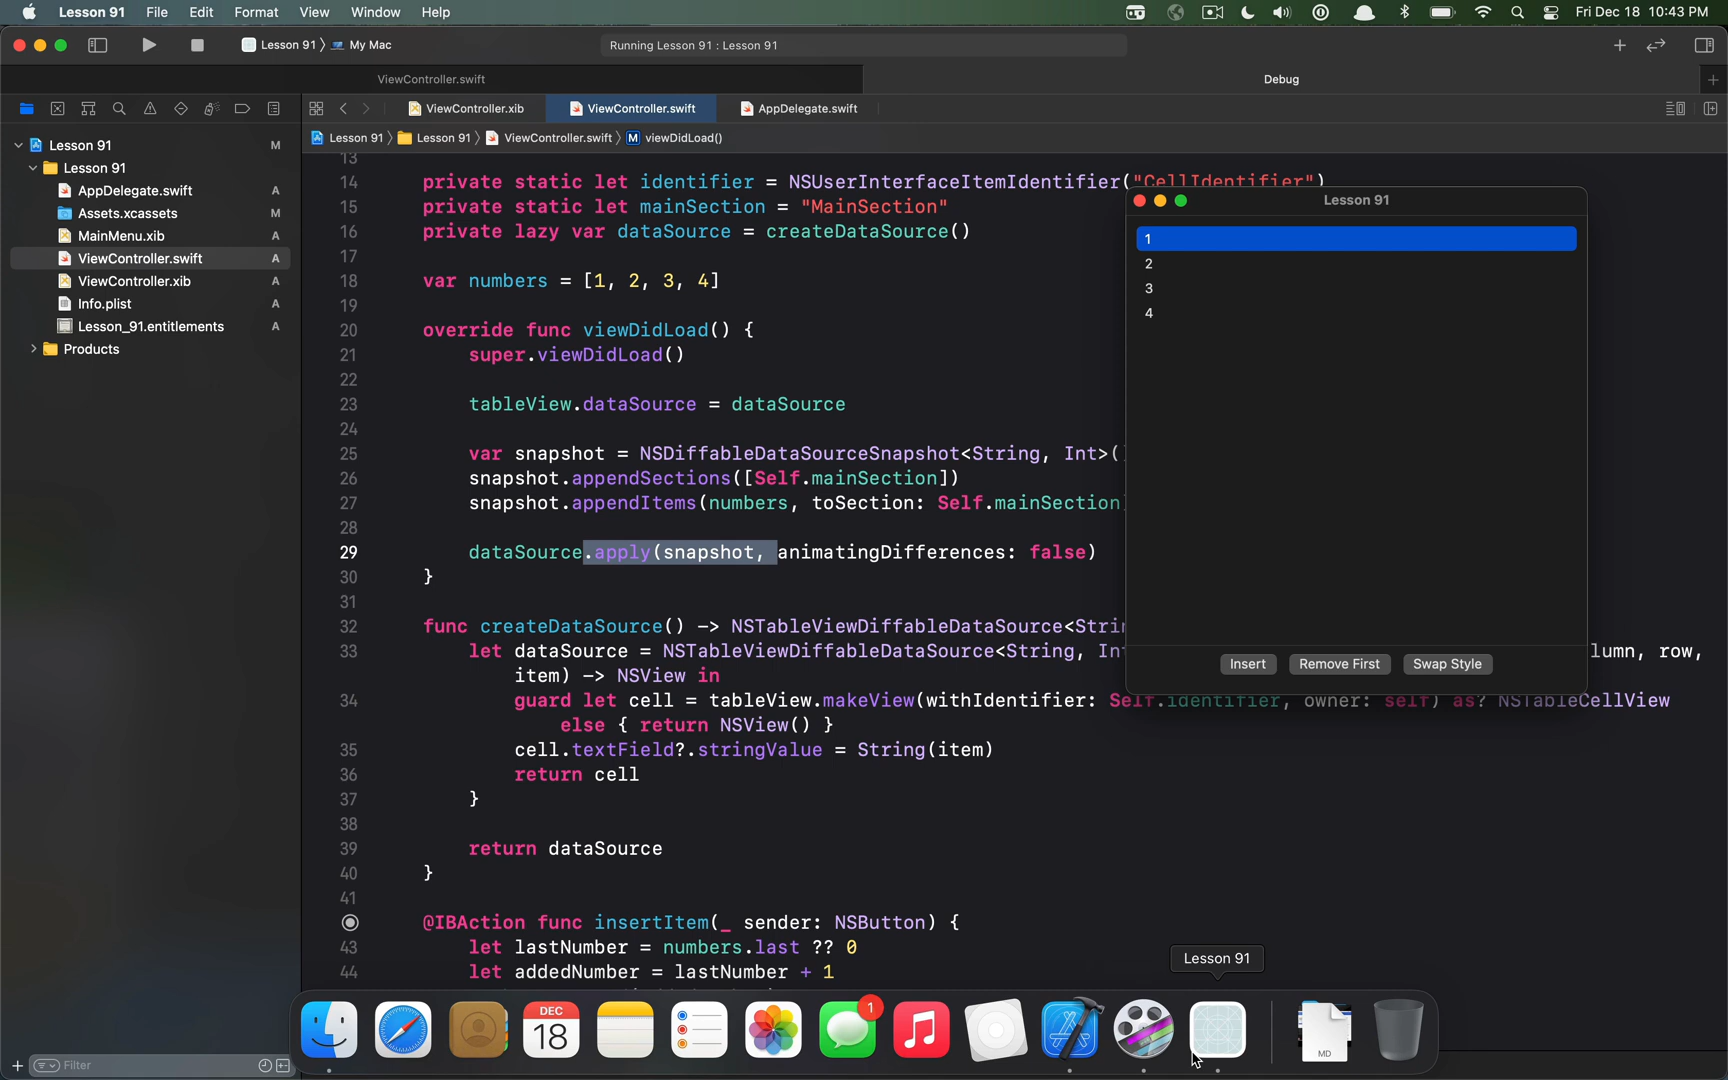 Lesson 91 File Edit Format View Window Help Fri Dec 18 10:43 PM
Lesson 91 My Mac Running Lesson 91 : Lesson 91
ViewController.swift Debug
ViewController.xib ViewController.swift AppDelegate.swift
Lesson 91 Lesson 91 ViewController.swift M viewDidLoad()
Lesson 91 M
Lesson 91
AppDelegate.swift A
Assets.xcassets M
MainMenu.xib A
ViewController.swift A
ViewController.xib A
Info.plist A
Lesson_91.entitlements A
Products
Filter
13
14 private static let identifier = NSUserInterfaceItemIdentifier("CellIdentifier")
15 private static let mainSection = "MainSection"
16 private lazy var dataSource = createDataSource()
17
18 var numbers = [1, 2, 3, 4]
19
20 override func viewDidLoad() {
21 super.viewDidLoad()
22
23 tableView.dataSource = dataSource
24
25 var snapshot = NSDiffableDataSourceSnapshot<String, Int>(
26 snapshot.appendSections([Self.mainSection])
27 snapshot.appendItems(numbers, toSection: Self.mainSection
28
29 dataSource.apply(snapshot, animatingDifferences: false)
30 }
31
32 func createDataSource() -> NSTableViewDiffableDataSource<Stri
33 let dataSource = NSTableViewDiffableDataSource<String, In lumn, row,
item) -> NSView in
34 guard let cell = tableView.makeView(withIdentifier: Self.identifier, owner: self) as? NSTableCellView
else { return NSView() }
35 cell.textField?.stringValue = String(item)
36 return cell
37 }
38
39 return dataSource
40 }
41
@IBAction func insertItem(_ sender: NSButton) {
43 let lastNumber = numbers.last ?? 0
44 let addedNumber = lastNumber + 1
Lesson 91
1
2
3
4
Insert Remove First Swap Style
Lesson 91
DEC
18
1
MD